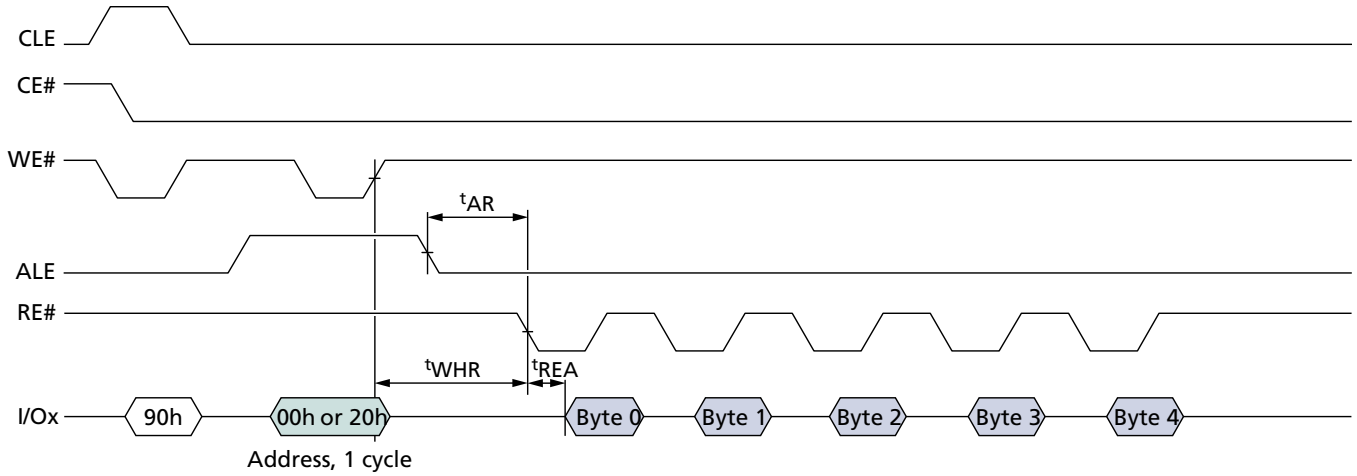 CLE
CE#
WE#
tAR
ALE
RE#
tWHR tREA
I/Ox 90h 00h or 20h Byte 0 Byte 1 Byte 2 Byte 3 Byte 4
Address, 1 cycle